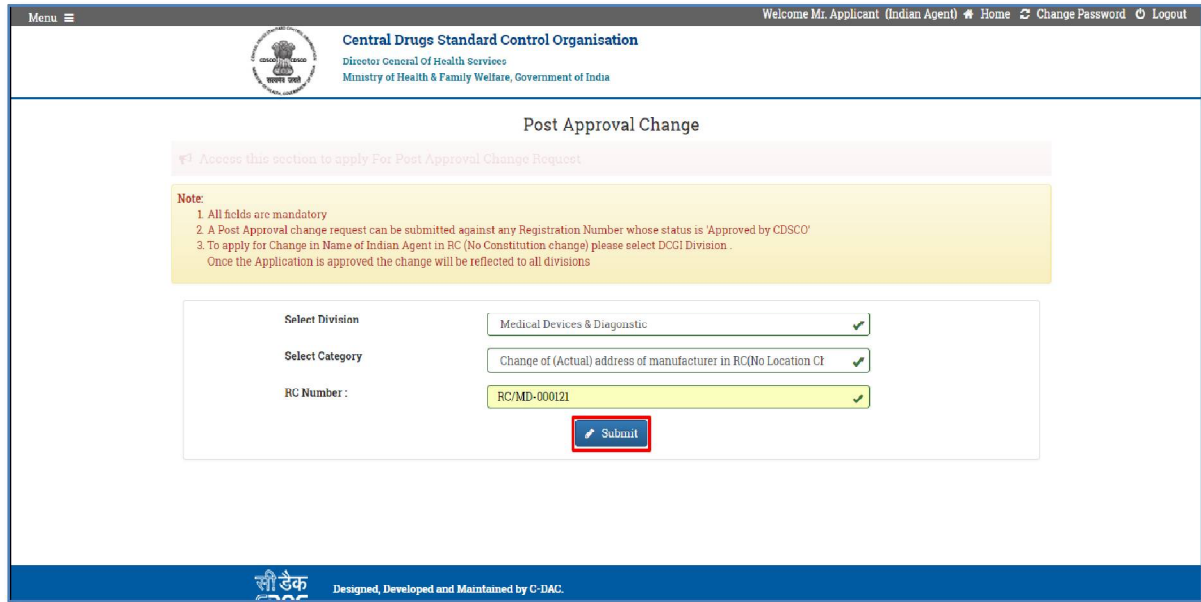 Menu
Welcome Mr. Applicant (Indian Agent) Home Change Password Logout
Central Drugs Standard Control Organisation
Director General Of Health Services
Ministry of Health & Family Welfare, Government of India
Post Approval Change
Access this section to apply For Post Approval Change Request
Note:
1. All fields are mandatory
2. A Post Approval change request can be submitted against any Registration Number whose status is 'Approved by CDSCO'
3. To apply for Change in Name of Indian Agent in RC (No Constitution change) please select DCGI Division .
Once the Application is approved the change will be reflected to all divisions
Select Division
Medical Devices & Diagonstic
Select Category
Change of (Actual) address of manufacturer in RC(No Location Ch
RC Number :
RC/MD-000121
Submit
सी डैक
CDAC
Designed, Developed and Maintained by C-DAC.